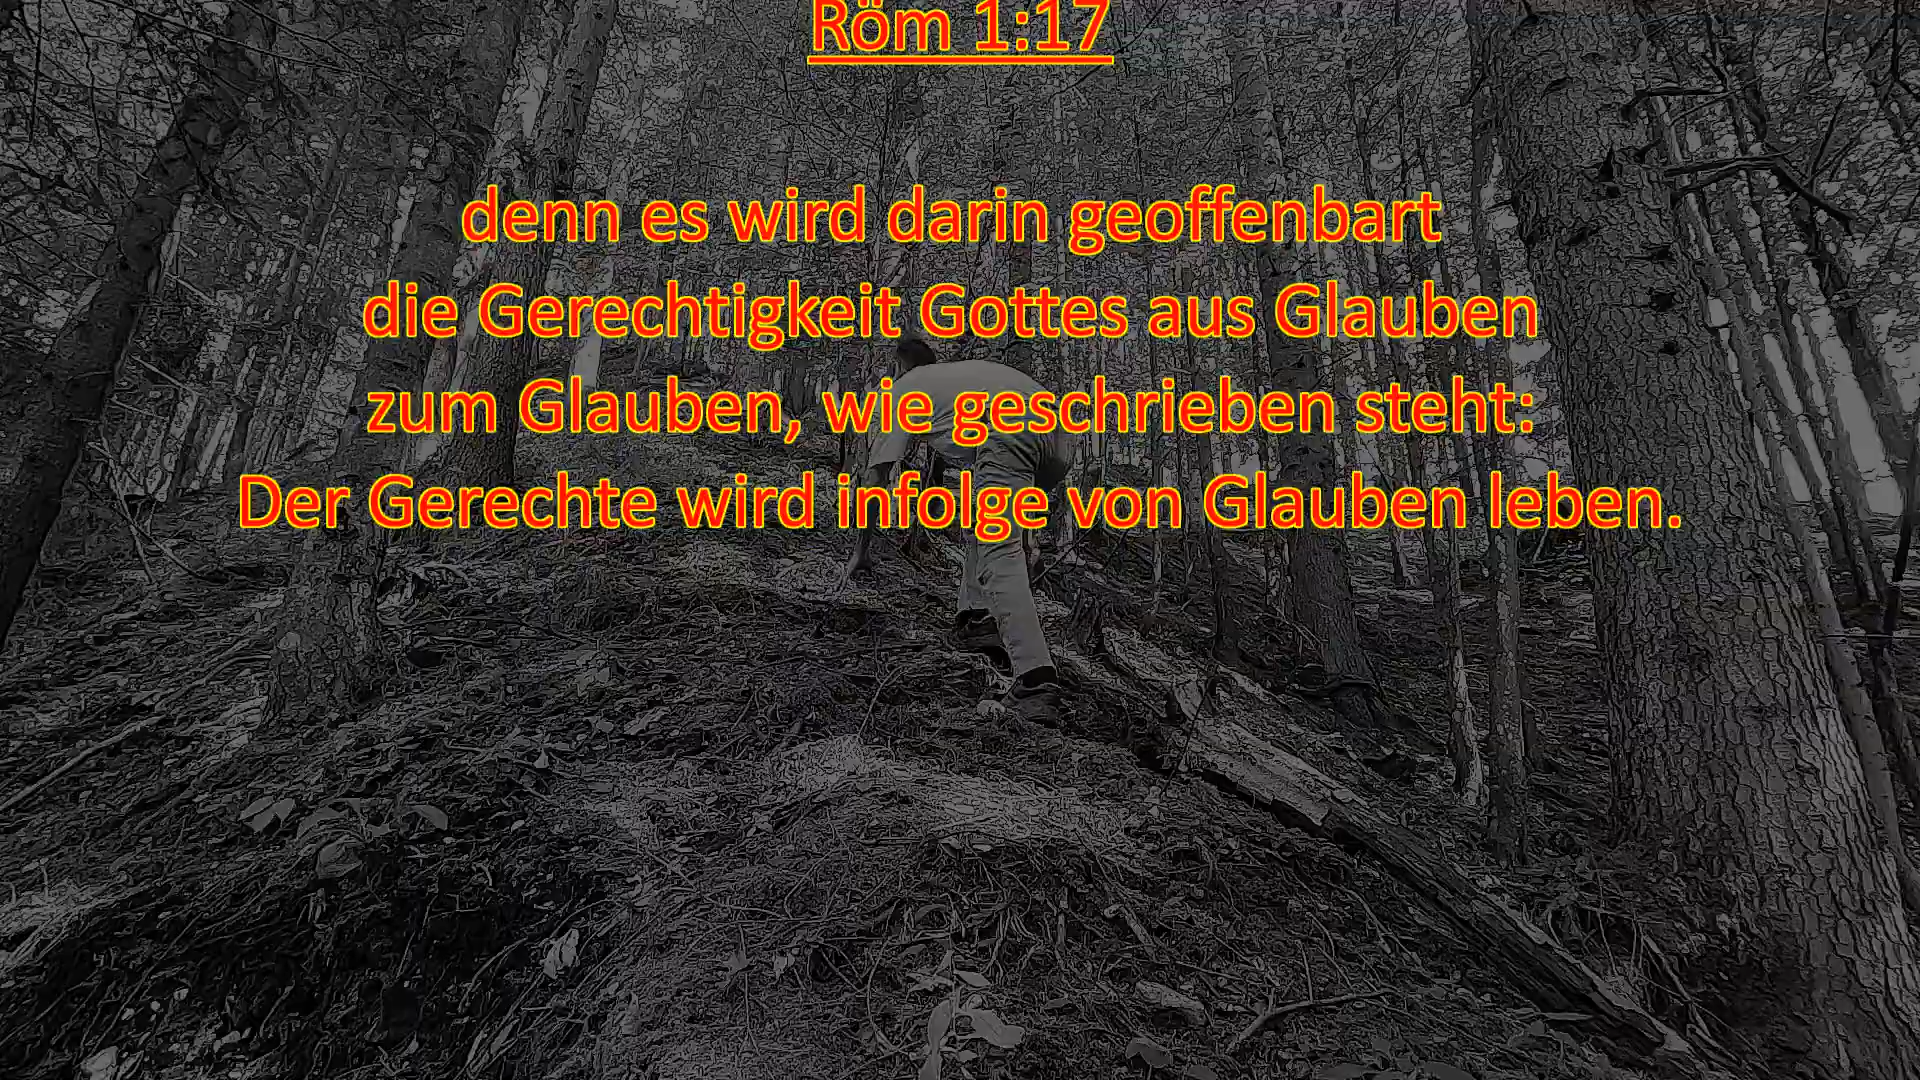 Röm 1:17
denn es wird darin geoffenbart
die Gerechtigkeit Gottes aus Glauben
zum Glauben, wie geschrieben steht:
Der Gerechte wird infolge von Glauben leben.